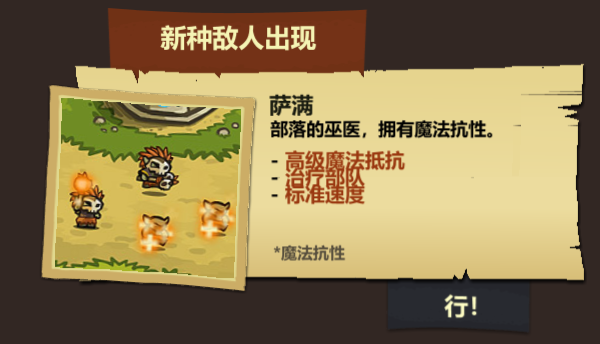 新种敌人出现
萨满
部落的巫医，拥有魔法抗性。
- 高级魔法抵抗
- 治疗部队
- 标准速度
*魔法抗性
行！